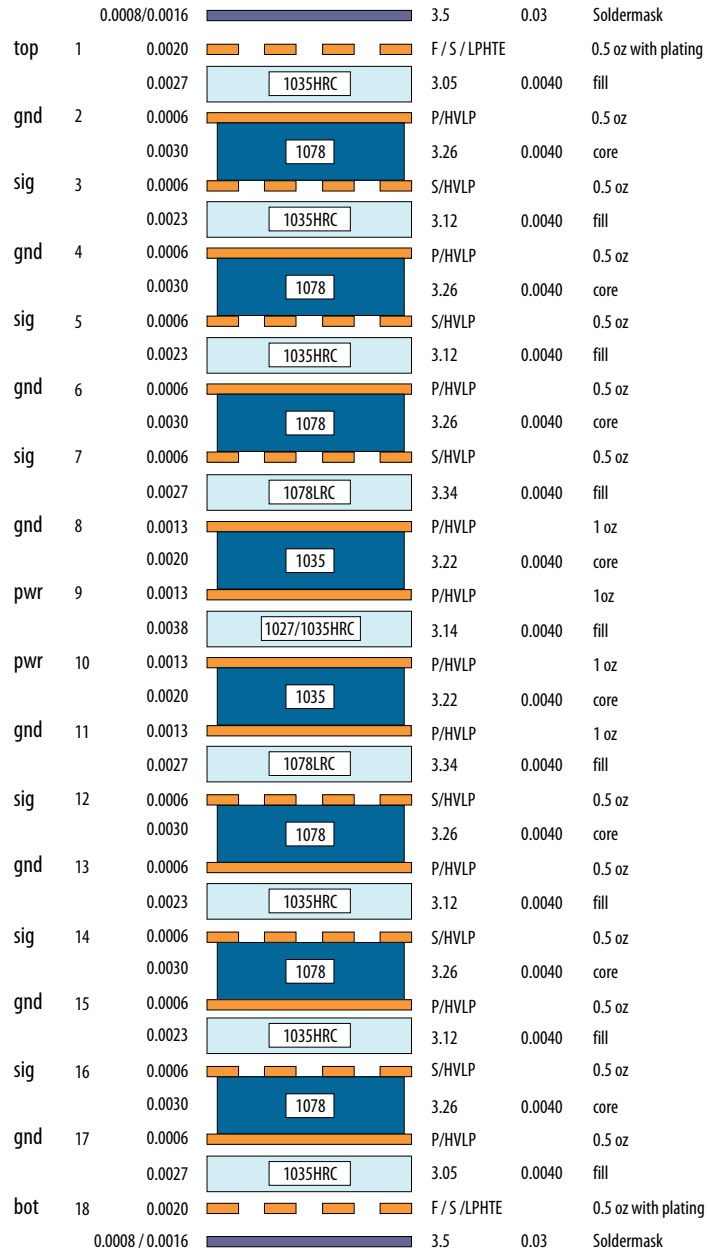 0.0008/0.0016 3.5 0.03 Soldermask
top 1 0.0020 F / S / LPHTE 0.5 oz with plating
0.0027 1035HRC 3.05 0.0040 fill
gnd 2 0.0006 P/HVLP 0.5 oz
0.0030 1078 3.26 0.0040 core
sig 3 0.0006 S/HVLP 0.5 oz
0.0023 1035HRC 3.12 0.0040 fill
gnd 4 0.0006 P/HVLP 0.5 oz
0.0030 1078 3.26 0.0040 core
sig 5 0.0006 S/HVLP 0.5 oz
0.0023 1035HRC 3.12 0.0040 fill
gnd 6 0.0006 P/HVLP 0.5 oz
0.0030 1078 3.26 0.0040 core
sig 7 0.0006 S/HVLP 0.5 oz
0.0027 1078LRC 3.34 0.0040 fill
gnd 8 0.0013 P/HVLP 1 oz
0.0020 1035 3.22 0.0040 core
pwr 9 0.0013 P/HVLP 1oz
0.0038 1027/1035HRC 3.14 0.0040 fill
pwr 10 0.0013 P/HVLP 1 oz
0.0020 1035 3.22 0.0040 core
gnd 11 0.0013 P/HVLP 1 oz
0.0027 1078LRC 3.34 0.0040 fill
sig 12 0.0006 S/HVLP 0.5 oz
0.0030 1078 3.26 0.0040 core
gnd 13 0.0006 P/HVLP 0.5 oz
0.0023 1035HRC 3.12 0.0040 fill
sig 14 0.0006 S/HVLP 0.5 oz
0.0030 1078 3.26 0.0040 core
gnd 15 0.0006 P/HVLP 0.5 oz
0.0023 1035HRC 3.12 0.0040 fill
sig 16 0.0006 S/HVLP 0.5 oz
0.0030 1078 3.26 0.0040 core
gnd 17 0.0006 P/HVLP 0.5 oz
0.0027 1035HRC 3.05 0.0040 fill
bot 18 0.0020 F / S /LPHTE 0.5 oz with plating
0.0008 / 0.0016 3.5 0.03 Soldermask